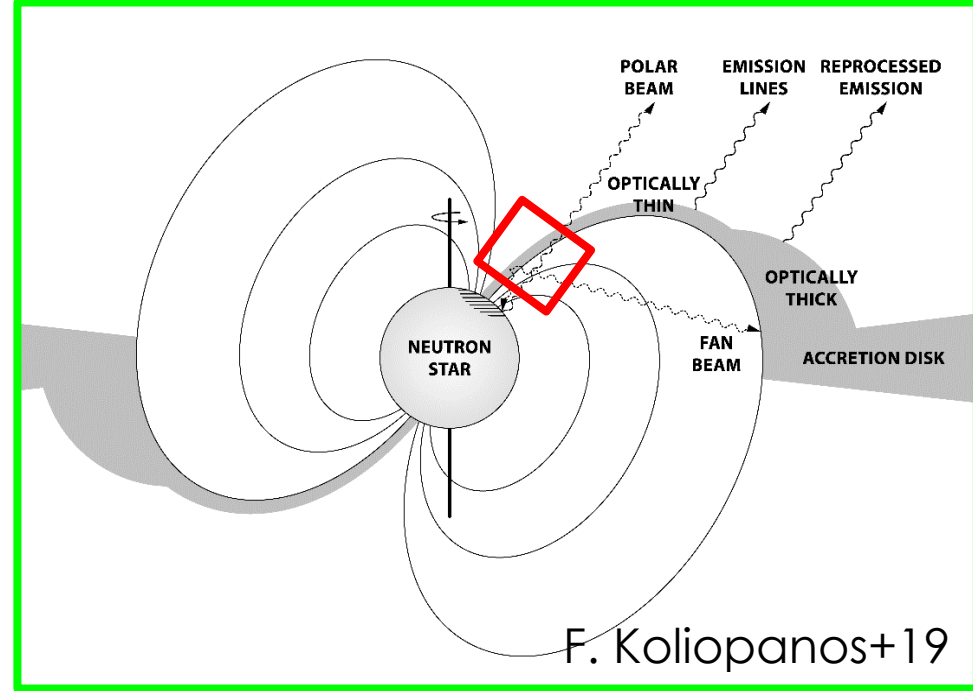 POLAR
BEAM
EMISSION
LINES
REPROCESSED
EMISSION
OPTICALLY
THIN
OPTICALLY
THICK
NEUTRON
STAR
FAN
BEAM
ACCRETION DISK
F. Koliopanos+19